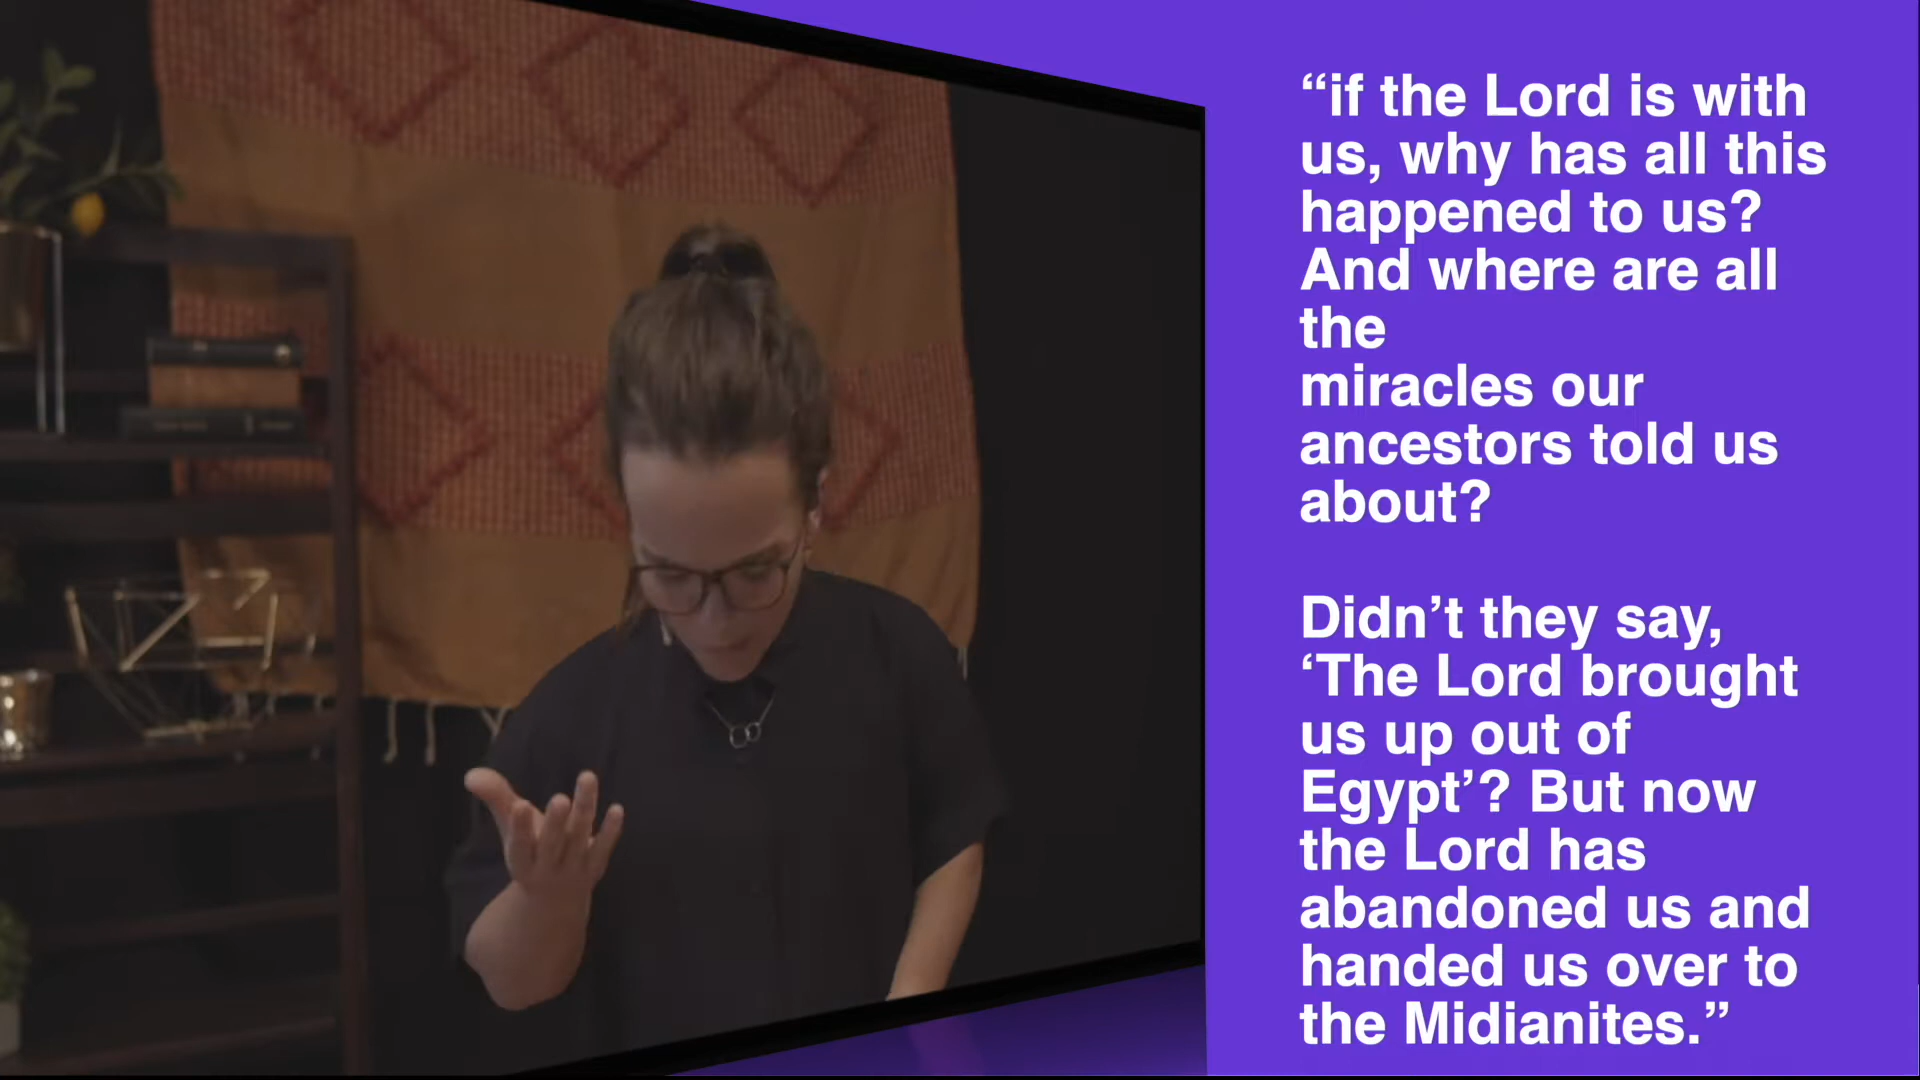 “if the Lord is with
us, why has all this
happened to us?
And where are all
the
miracles our
ancestors told us
about?
Didn’t they say,
‘The Lord brought
us up out of
Egypt’? But now
the Lord has
abandoned us and
handed us over to
the Midianites.”